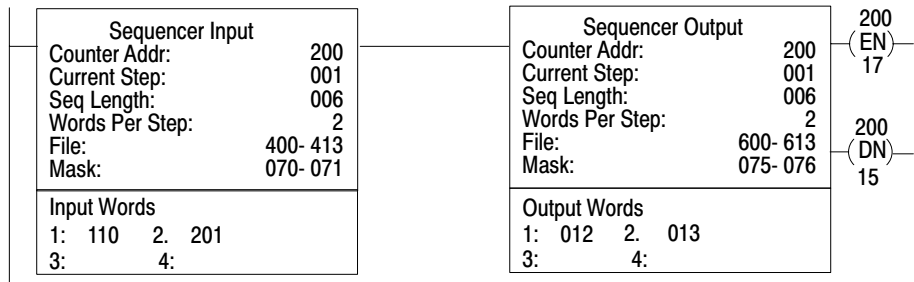 Sequencer Input
Counter Addr: 200
Current Step: 001
Seq Length: 006
Words Per Step: 2
File: 400- 413
Mask: 070- 071
Input Words
1: 110 2. 201
3: 4:
Sequencer Output
Counter Addr: 200
Current Step: 001
Seq Length: 006
Words Per Step: 2
File: 600- 613
Mask: 075- 076
Output Words
1: 012 2. 013
3: 4:
200
EN
17
200
DN
15